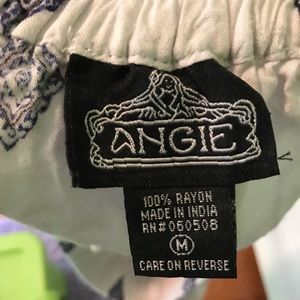 ANGIE
100% RAYON
MADE IN INDIA
RN#060508
M
CARE ON REVERSE